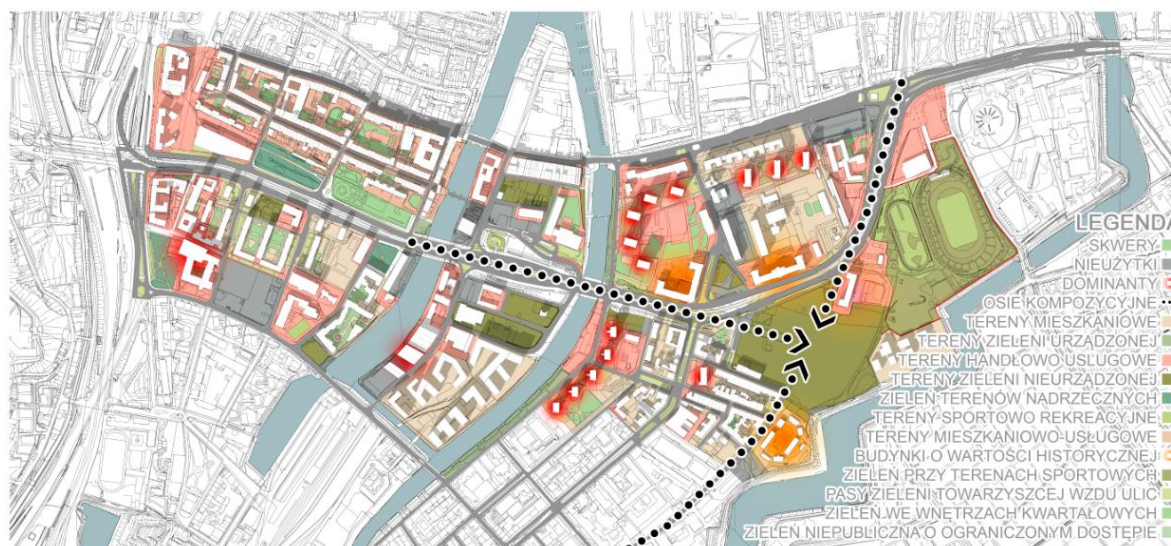 LEGENDA
SKWERY
NIEUŻYTKI
DOMINANTY
OSIE KOMPOZYCYJNE
TERENY MIESZKANIOWE
TERENY ZIELENI URZĄDZONEJ
TERENY HANDLOWO-USŁUGOWE
TERENY ZIELENI NIEURZĄDZONEJ
ZIELEŃ TERENÓW NADRZECZNYCH
TERENY-SPORTOWO REKREACYJNE
TERENY MIESZKANIOWO-USŁUGOWE
BUDYNKI O WARTOŚCI HISTORYCZNEJ
ZIELEŃ PRZY TERENACH SPORTOWYCH
PASY ZIELENI TOWARZYSZCEJ WZDU ULIC
ZIELEŃ WE WNĘTRZACH KWARTAŁOWYCH
ZIELEŃ NIEPUBLICZNA O OGRANICZONYM DOSTĘPIE